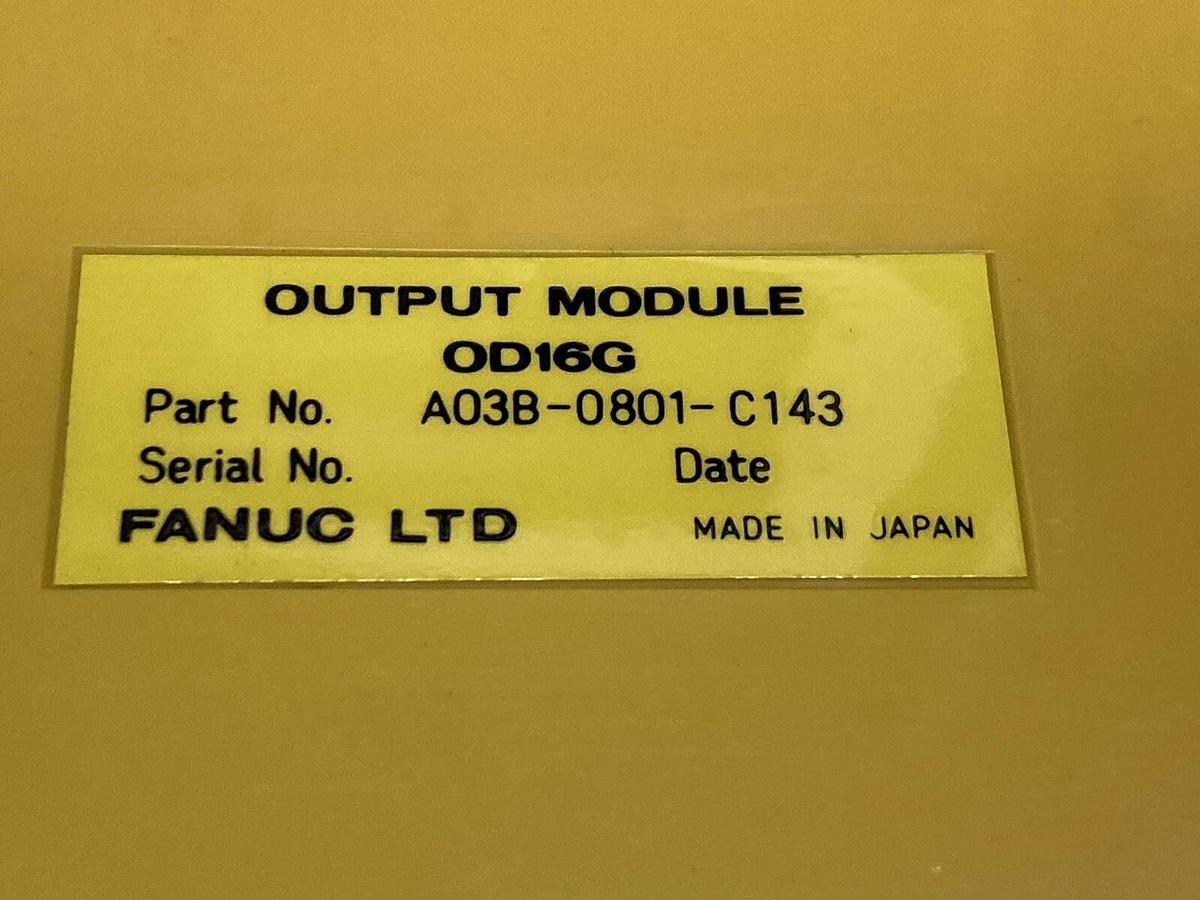 OUTPUT MODULE
OD16G
Part No. A03B-0801-C143
Serial No. Date
FANUC LTD MADE IN JAPAN